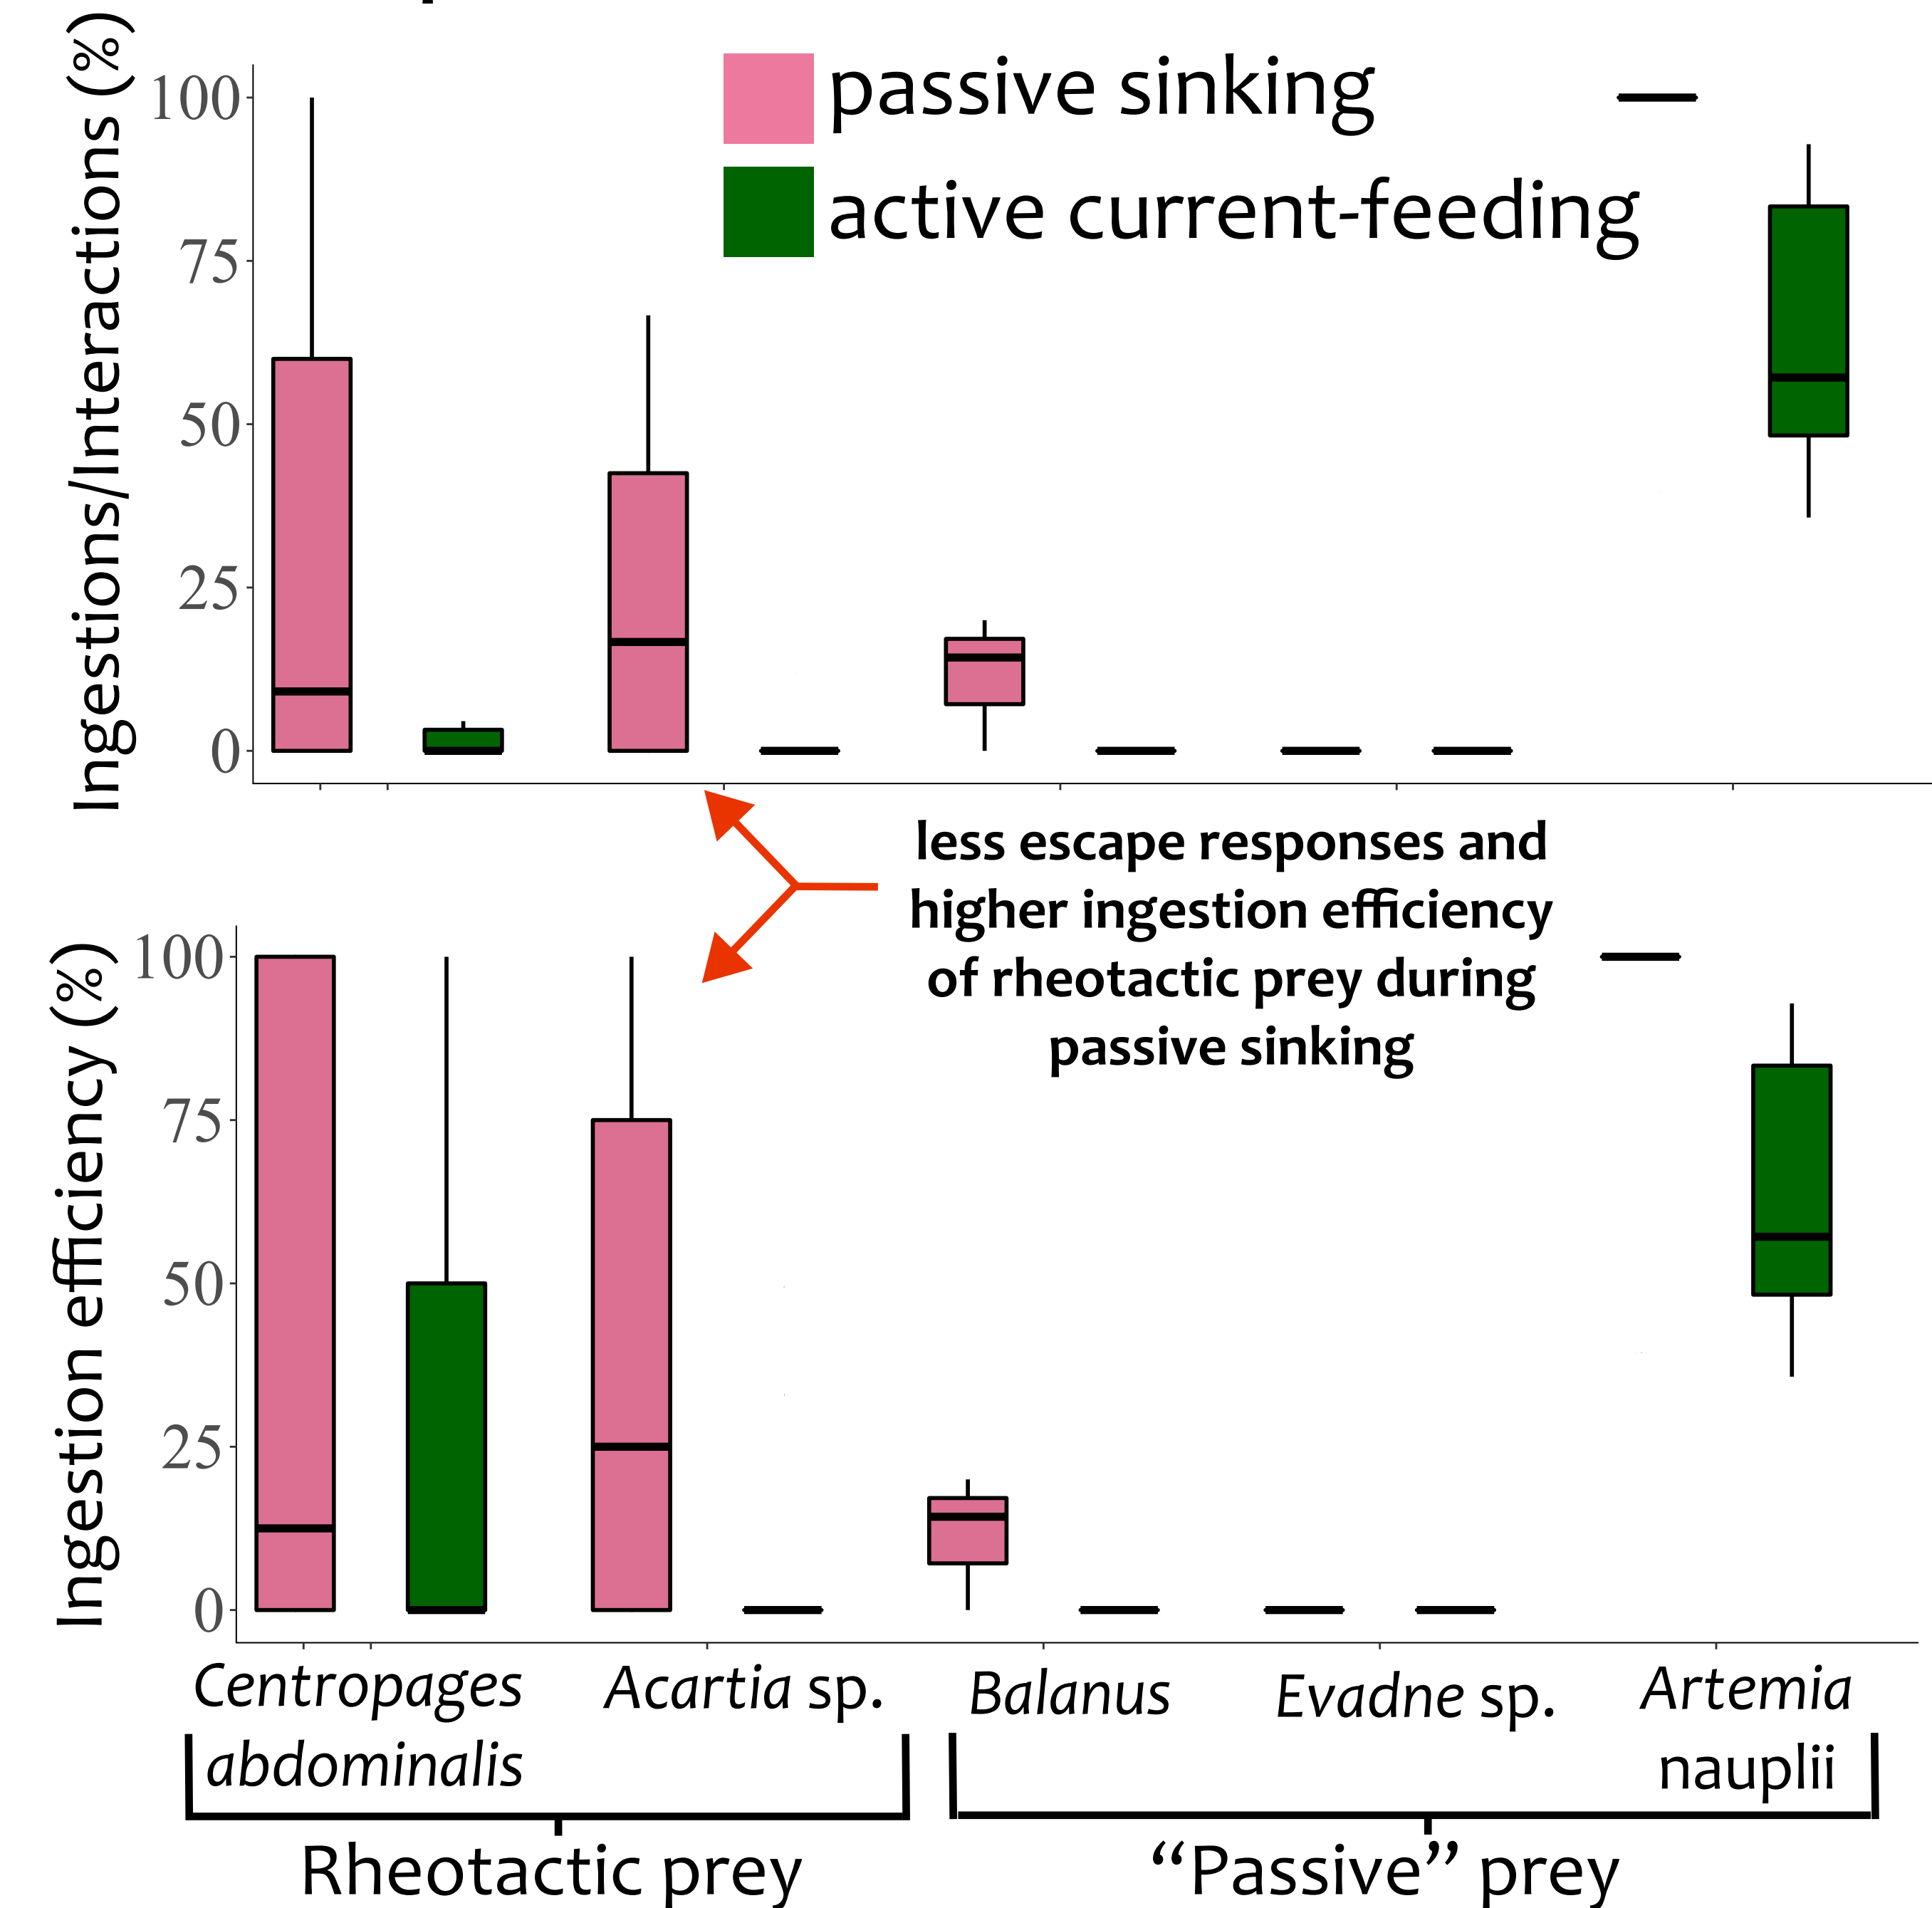 passive sinking
active current-feeding
Ingestions/Interactions (%)
100
75
50
25
0
less escape responses and
higher ingestion efficiency
of rheotactic prey during
passive sinking
Ingestion efficiency (%)
100
75
50
25
0
Centropages
abdominalis
Acartia sp.
Balanus
Evadne sp.
Artemia
nauplii
Rheotactic prey
“Passive” prey